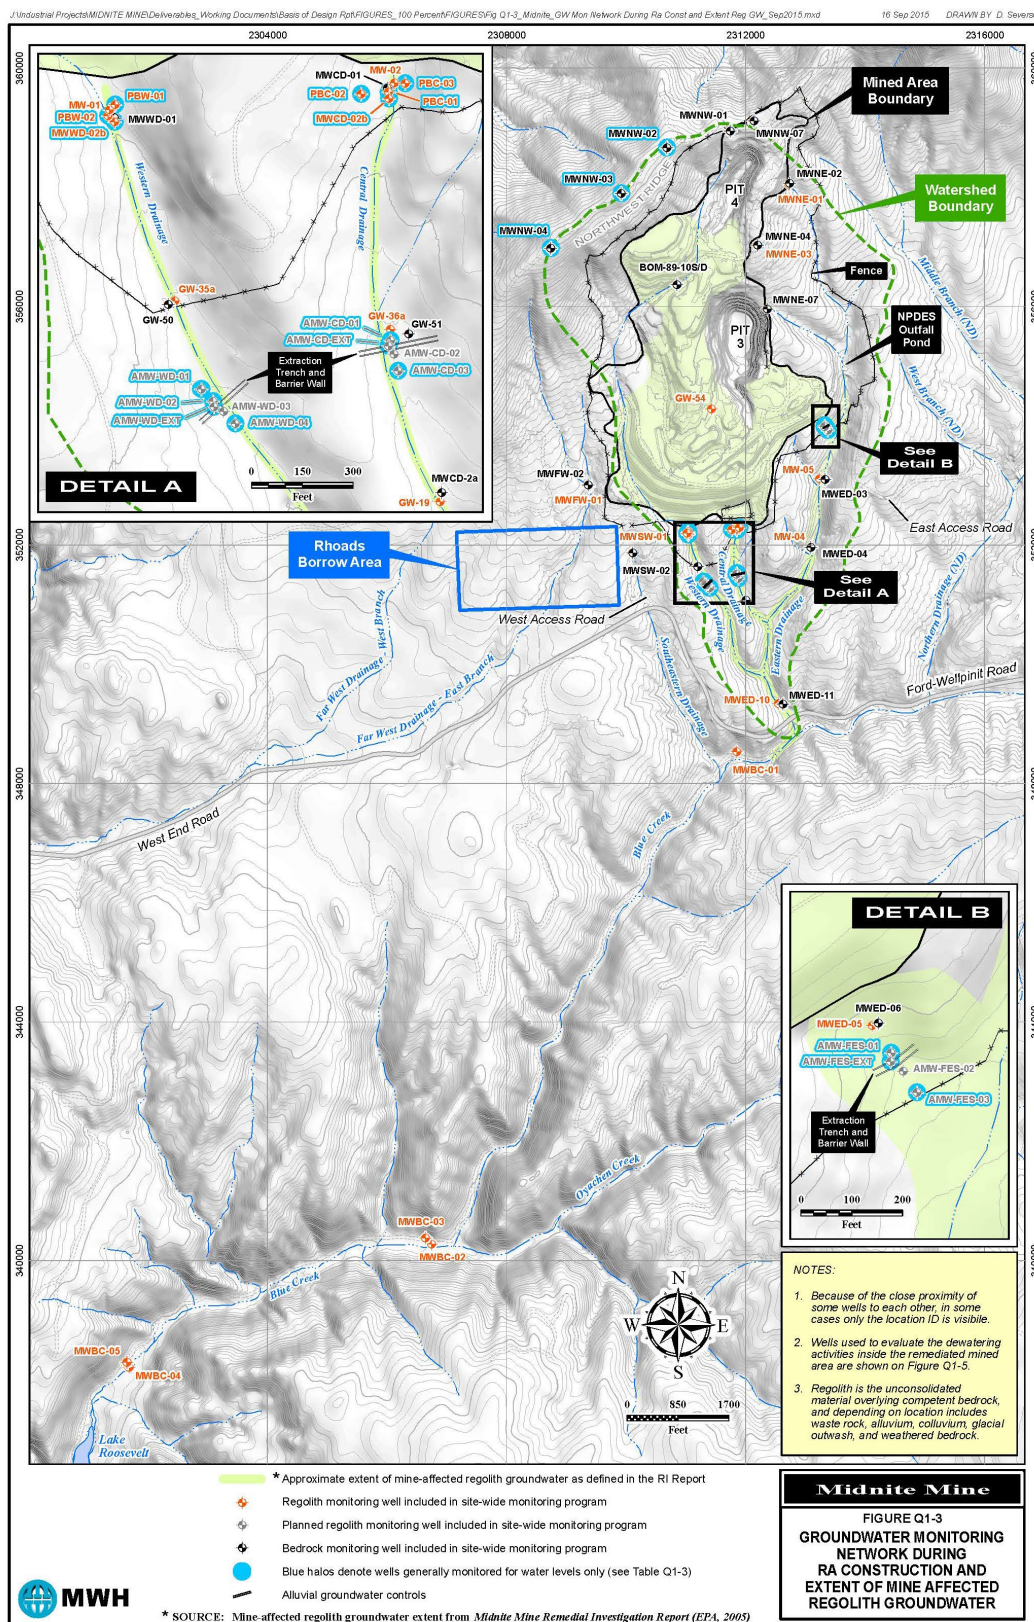 J:\Industrial Projects\MIDNITE MINE\Deliverables_Working Documents\Basis of Design Rpt\FIGURES_100 Percent\FIGURES\Fig Q1-3_Midnite_GW Mon Network During Ra Const and Extent Reg GW_Sep2015.mxd
16 Sep 2015
DRAWN BY D. Severs
2304000
2308000
2312000
2316000
360000
356000
352000
348000
344000
340000
MW-02
MWCD-01
PBC-03
PBC-02
PBC-01
MWCD-02b
PBW-01
MW-01
PBW-02
MWWD-01
MWWD-02b
Western Drainage
Central Drainage
GW-35a
GW-50
GW-36a
GW-51
AMW-CD-01
AMW-CD-EXT
AMW-CD-02
AMW-CD-03
Extraction
Trench and
Barrier Wall
AMW-WD-01
AMW-WD-02
AMW-WD-03
AMW-WD-EXT
AMW-WD-04
0 150 300
Feet
MWCD-2a
GW-19
DETAIL A
Mined Area
Boundary
MWNW-01
MWNW-07
MWNW-02
MWNW-03
MWNW-04
NORTHWEST RIDGE
PIT
4
MWNE-02
MWNE-01
Watershed
Boundary
MWNE-04
MWNE-03
BOM-89-10S/D
Fence
Middle Branch (ND)
MWNE-07
PIT
3
NPDES
Outfall
Pond
West Branch (ND)
GW-54
See
Detail B
MW-05
MWED-03
MWFW-02
MWFW-01
East Access Road
Rhoads
Borrow Area
MWSW-01
MWSW-02
MW-04
MWED-04
See
Detail A
Central Drainage
Western Drainage
Eastern Drainage
West Access Road
Northern Drainage (ND)
Far West Drainage - West Branch
Far West Drainage - East Branch
Southeastern Drainage
MWED-10
MWED-11
Ford-Wellpinit Road
MWBC-01
West End Road
Blue Creek
DETAIL B
MWED-06
MWED-05
AMW-FES-01
AMW-FES-EXT
AMW-FES-02
AMW-FES-03
Extraction
Trench and
Barrier Wall
0 100 200
Feet
Oyachen Creek
MWBC-03
MWBC-02
Blue Creek
MWBC-05
MWBC-04
Lake
Roosevelt
N
W E
S
0 850 1700
Feet
NOTES:
1. Because of the close proximity of
some wells to each other, in some
cases only the location ID is visibile.
2. Wells used to evaluate the dewatering
activities inside the remediated mined
area are shown on Figure Q1-5.
3. Regolith is the unconsolidated
material overlying competent bedrock,
and depending on location includes
waste rock, alluvium, colluvium, glacial
outwash, and weathered bedrock.
* Approximate extent of mine-affected regolith groundwater as defined in the RI Report
Regolith monitoring well included in site-wide monitoring program
Planned regolith monitoring well included in site-wide monitoring program
Bedrock monitoring well included in site-wide monitoring program
Blue halos denote wells generally monitored for water levels only (see Table Q1-3)
Alluvial groundwater controls
* SOURCE: Mine-affected regolith groundwater extent from Midnite Mine Remedial Investigation Report (EPA, 2005)
MWH
Midnite Mine
FIGURE Q1-3
GROUNDWATER MONITORING
NETWORK DURING
RA CONSTRUCTION AND
EXTENT OF MINE AFFECTED
REGOLITH GROUNDWATER